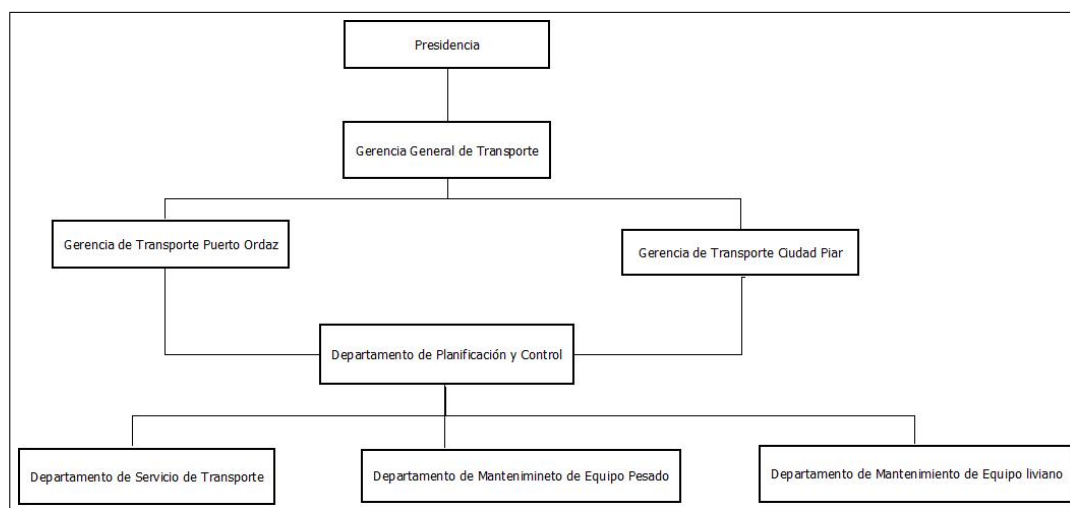 Presidencia
Gerencia General de Transporte
Gerencia de Transporte Puerto Ordaz
Gerencia de Transporte Ciudad Piar
Departamento de Planificación y Control
Departamento de Servicio de Transporte
Departamento de Mantenimineto de Equipo Pesado
Departamento de Mantenimiento de Equipo liviano